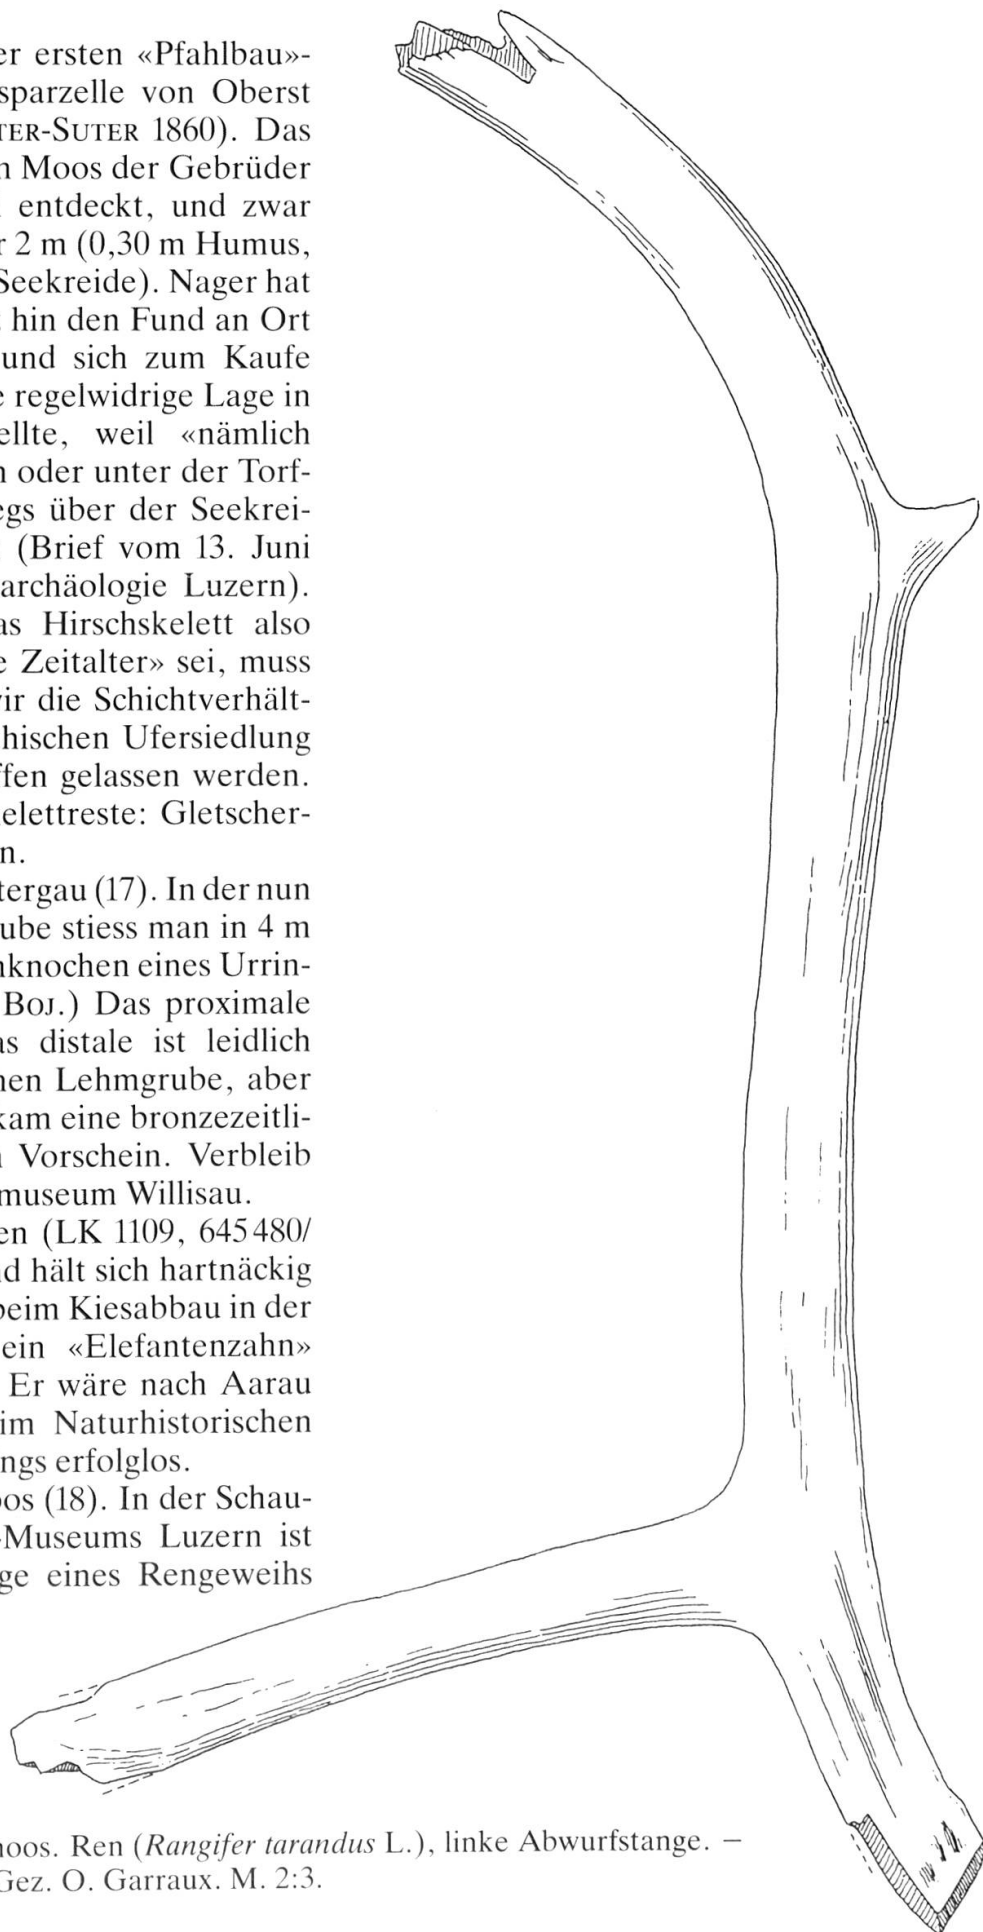 er ersten «Pfahlbau»-
sparzelle von Oberst
TER-SUTER 1860). Das
n Moos der Gebrüder
entdeckt, und zwar
r 2 m (0,30 m Humus,
Seekreide). Nager hat
hin den Fund an Ort
und sich zum Kaufe
e regelwidrige Lage in
ellte, weil «nämlich
n oder unter der Torf-
egs über der Seekrei-
(Brief vom 13. Juni
archäologie Luzern).
as Hirschskelett also
e Zeitalter» sei, muss
wir die Schichtverhält-
hischen Ufersiedlung
ffen gelassen werden.
elettreste: Gletscher-
n.
tergau (17). In der nun
ube stiess man in 4 m
nknochen eines Urrin-
BOJ.) Das proximale
as distale ist leidlich
nen Lehmgrube, aber
kam eine bronzezeitli-
n Vorschein. Verbleib
museum Willisau.
en (LK 1109, 645 480/
nd hält sich hartnäckig
beim Kiesabbau in der
ein «Elefantenzahn»
Er wäre nach Aarau
im Naturhistorischen
ngs erfolglos.
oos (18). In der Schau-
-Museums Luzern ist
ge eines Rengeweihs
noos. Ren (Rangifer tarandus L.), linke Abwurfstange. –
Gez. O. Garraux. M. 2:3.